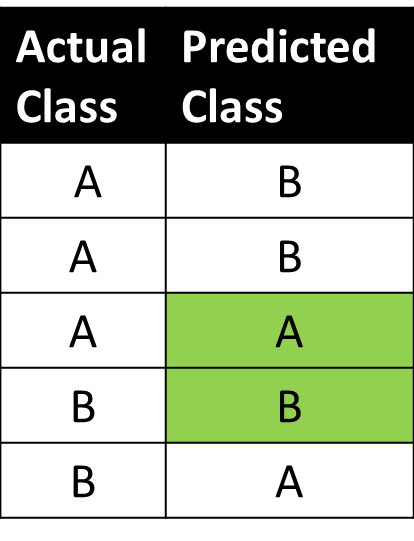 Actual Class Predicted Class
A B
A B
A A
B B
B A